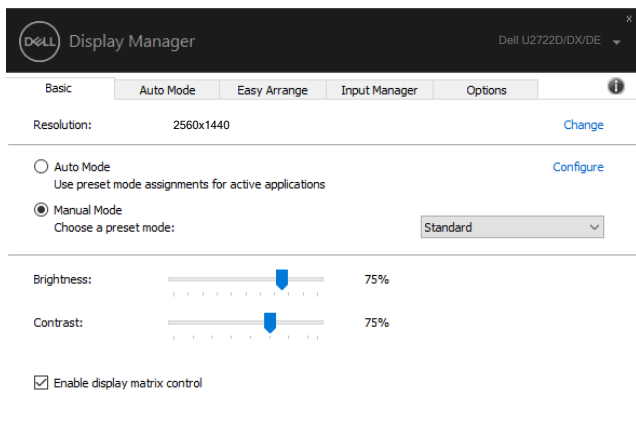 DELL Display Manager
Dell U2722D/DX/DE
x
Basic Auto Mode Easy Arrange Input Manager Options
Resolution: 2560x1440 Change
Auto Mode Configure
Use preset mode assignments for active applications
Manual Mode
Choose a preset mode: Standard
Brightness: 75%
Contrast: 75%
Enable display matrix control